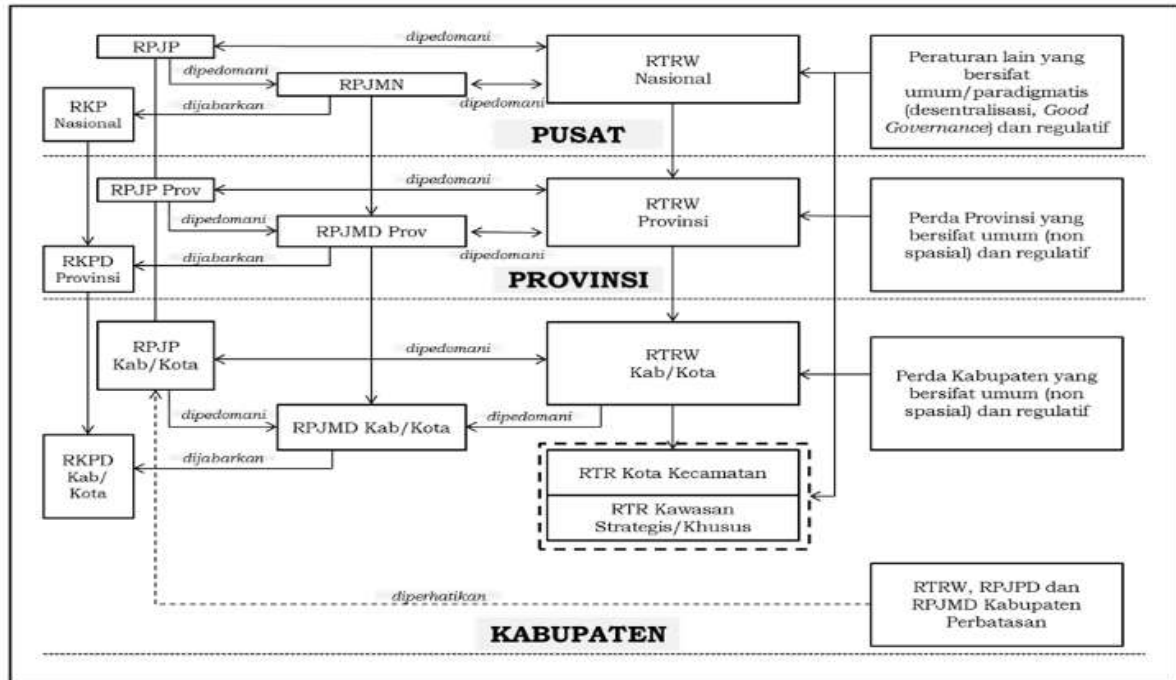 RPJP
dipedomani
RTRW
Nasional
Peraturan lain yang
bersifat
umum/paradigmatis
(desentralisasi, Good
Governance) dan regulatif
dipedomani
RPJMN
dipedomani
RKP
Nasional
dijabarkan
PUSAT
RPJP Prov
dipedomani
RTRW
Provinsi
Perda Provinsi yang
bersifat umum (non
spasial) dan regulatif
dipedomani
RPJMD Prov
dipedomani
RKPD
Provinsi
dijabarkan
PROVINSI
RPJP
Kab/Kota
dipedomani
RTRW
Kab/Kota
Perda Kabupaten yang
bersifat umum (non
spasial) dan regulatif
dipedomani
RPJMD Kab/Kota
dipedomani
RKPD
Kab/
Kota
dijabarkan
RTR Kota Kecamatan
RTR Kawasan
Strategis/Khusus
diperhatikan
RTRW, RPJPD dan
RPJMD Kabupaten
Perbatasan
KABUPATEN